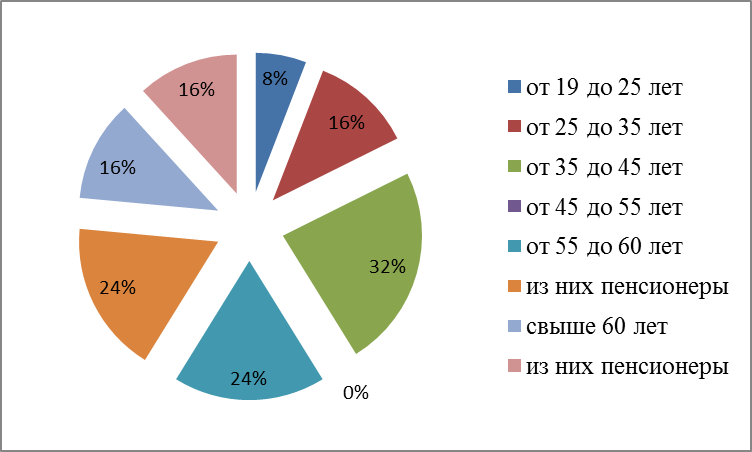 8%
16%
32%
0%
24%
24%
16%
16%
от 19 до 25 лет
от 25 до 35 лет
от 35 до 45 лет
от 45 до 55 лет
от 55 до 60 лет
из них пенсионеры
свыше 60 лет
из них пенсионеры